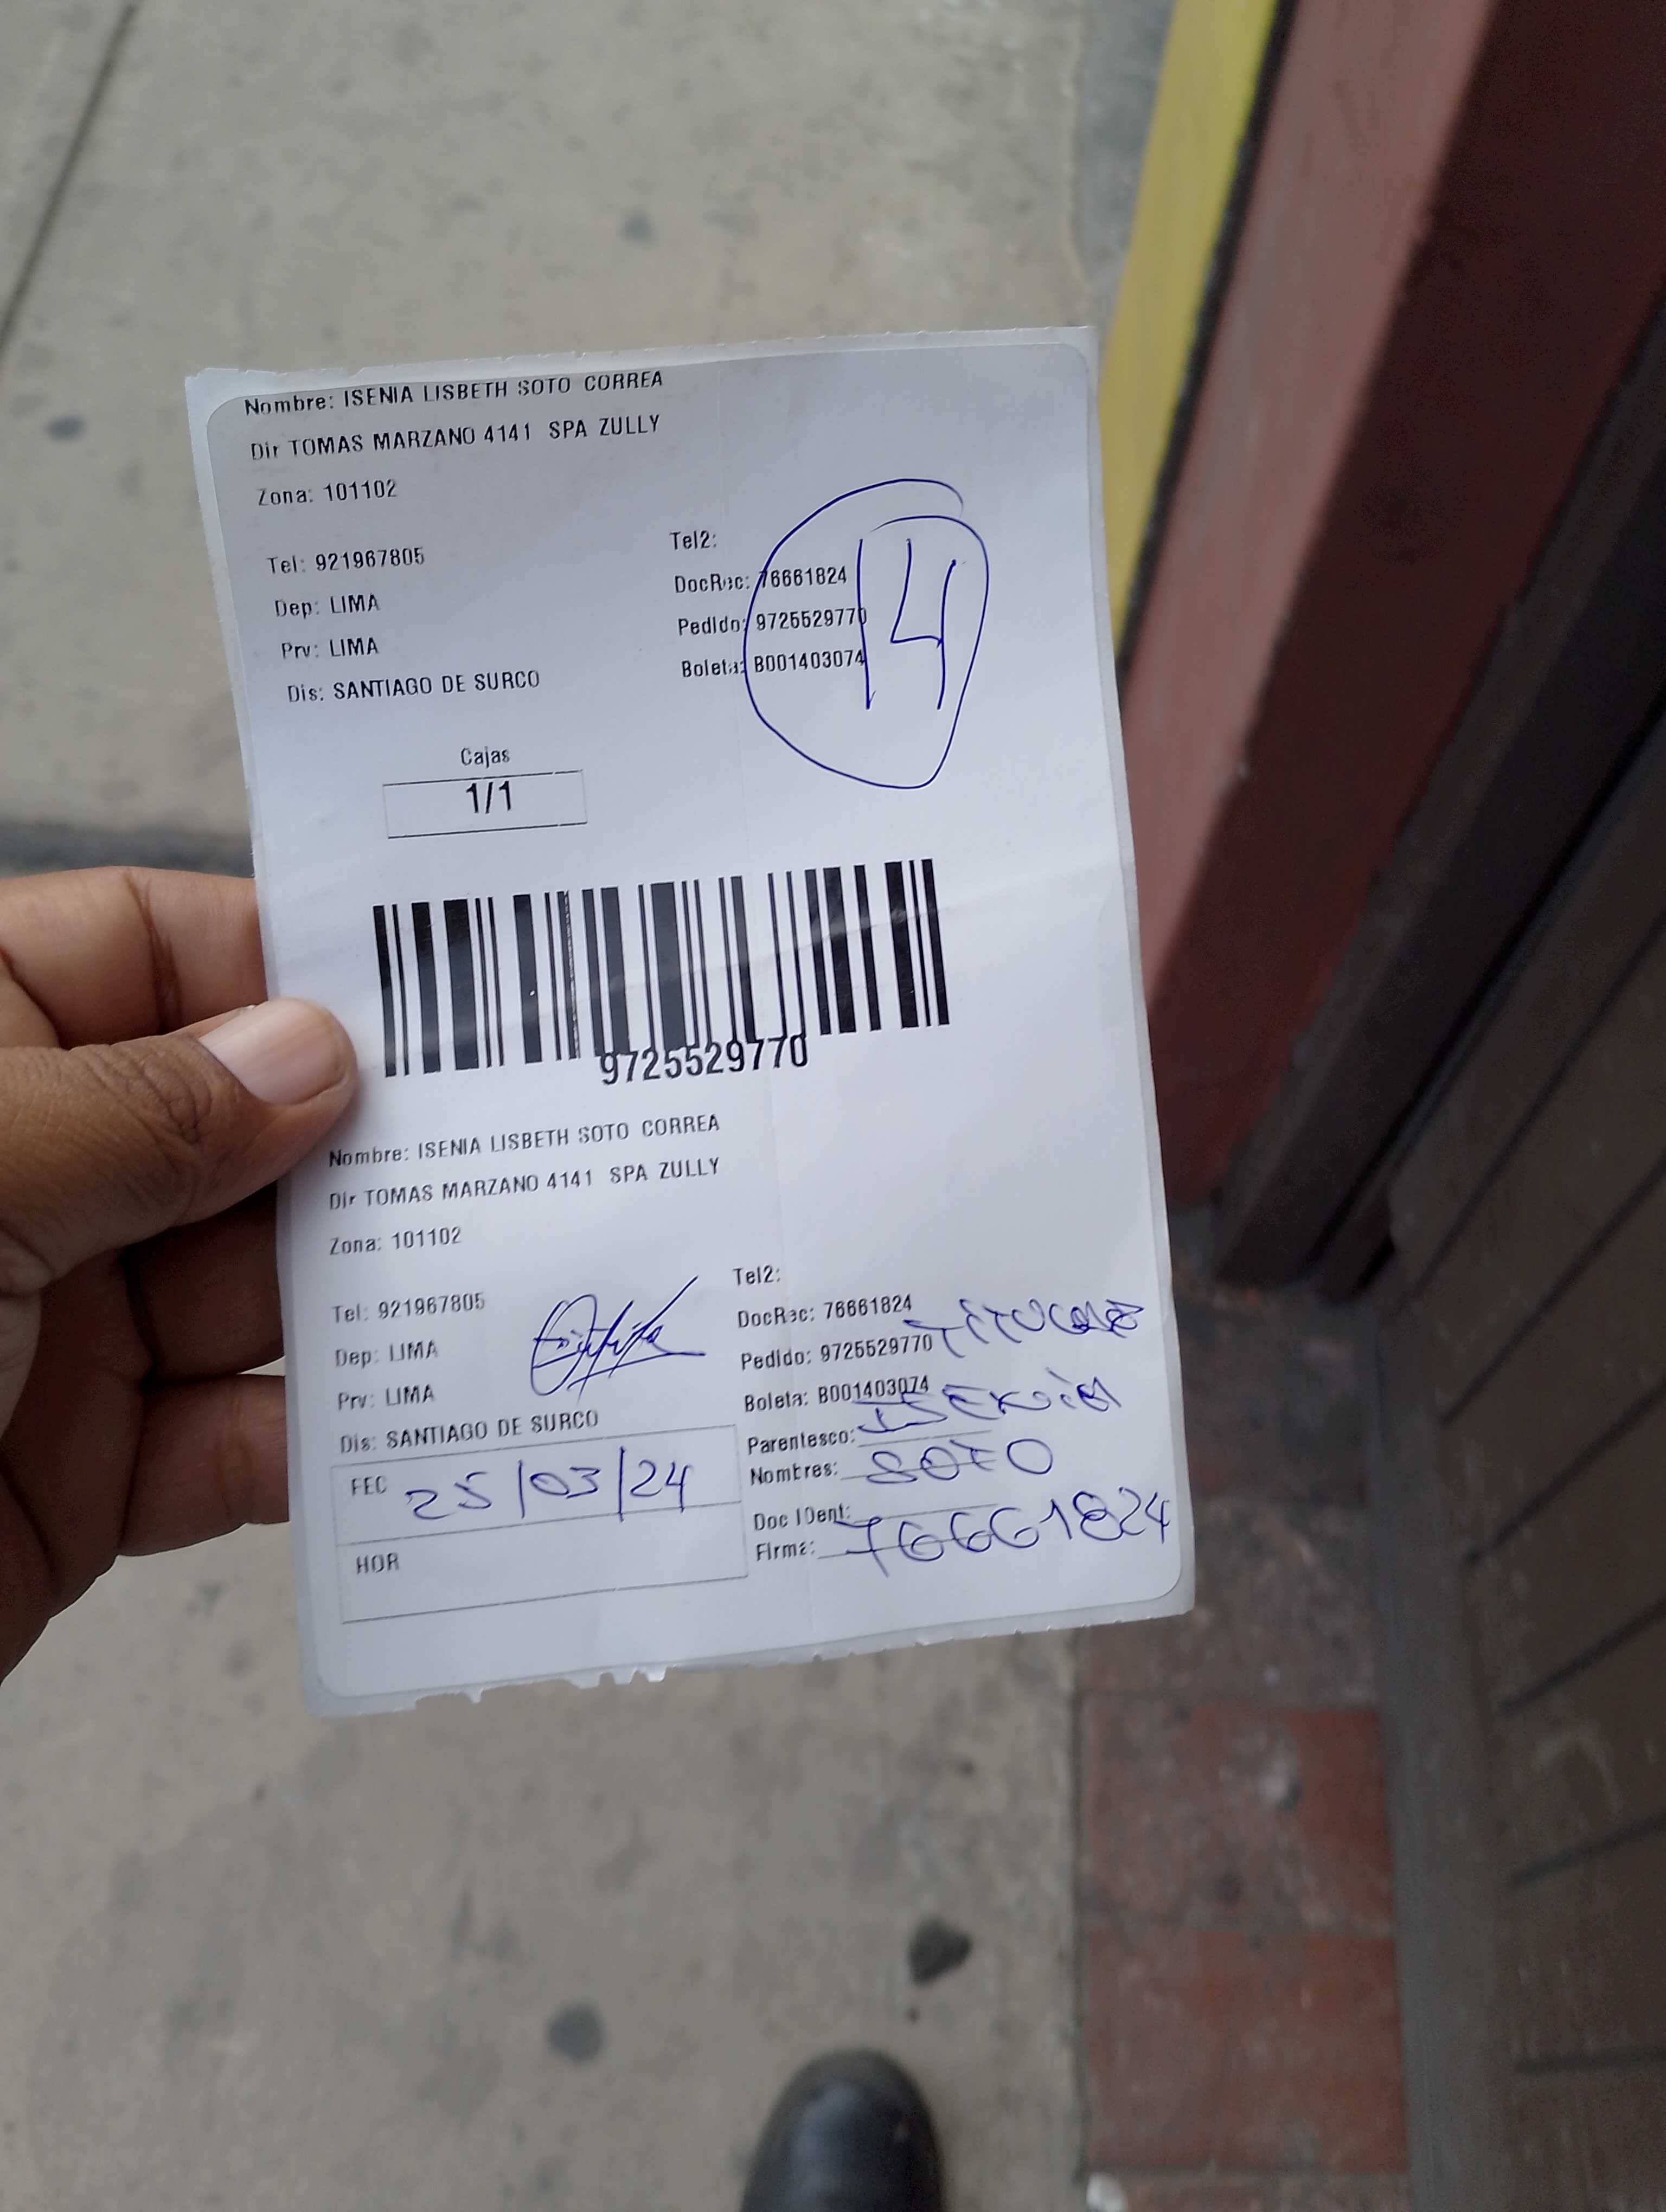 Nombre: ISENIA LISBETH SOTO CORREA
Dir TOMAS MARZANO 4141 SPA ZULLY
Zona: 101102
Tel: 921967805
Dep: LIMA
Prv: LIMA
Dis: SANTIAGO DE SURCO
Tel2:
DocRec: 76661824
Pedido: 9725529770
Boleta: B001403074
14
Cajas
1/1
9725529770
Nombre: ISENIA LISBETH SOTO CORREA
Dir TOMAS MARZANO 4141 SPA ZULLY
Zona: 101102
Tel: 921967805
Dep: LIMA
Prv: LIMA
Dis: SANTIAGO DE SURCO
FEC 25/03/24
HOR
Tel2:
DocRec: 76661824
Pedido: 9725529770
Boleta: B001403074
Parentesco:
Nombres: SOTO
Doc IDent:
Firma: 76661824